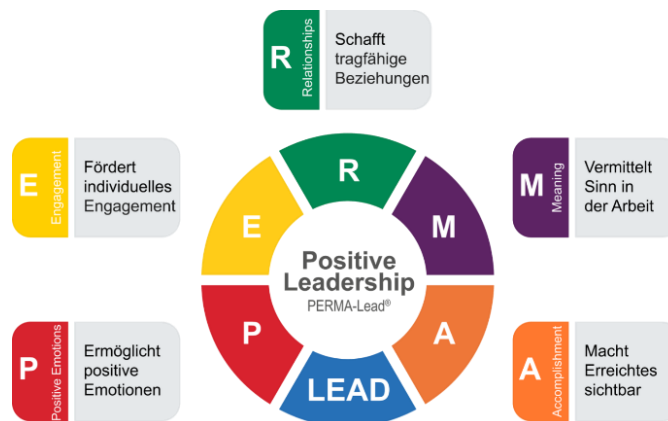 R
Relationships
Schafft
tragfähige
Beziehungen
E
Engagement
Fördert
individuelles
Engagement
M
Meaning
Vermittelt
Sinn in
der Arbeit
R
E
M
Positive
Leadership
PERMA-Lead®
P
A
LEAD
P
Positive Emotions
Ermöglicht
positive
Emotionen
A
Accomplishment
Macht
Erreichtes
sichtbar